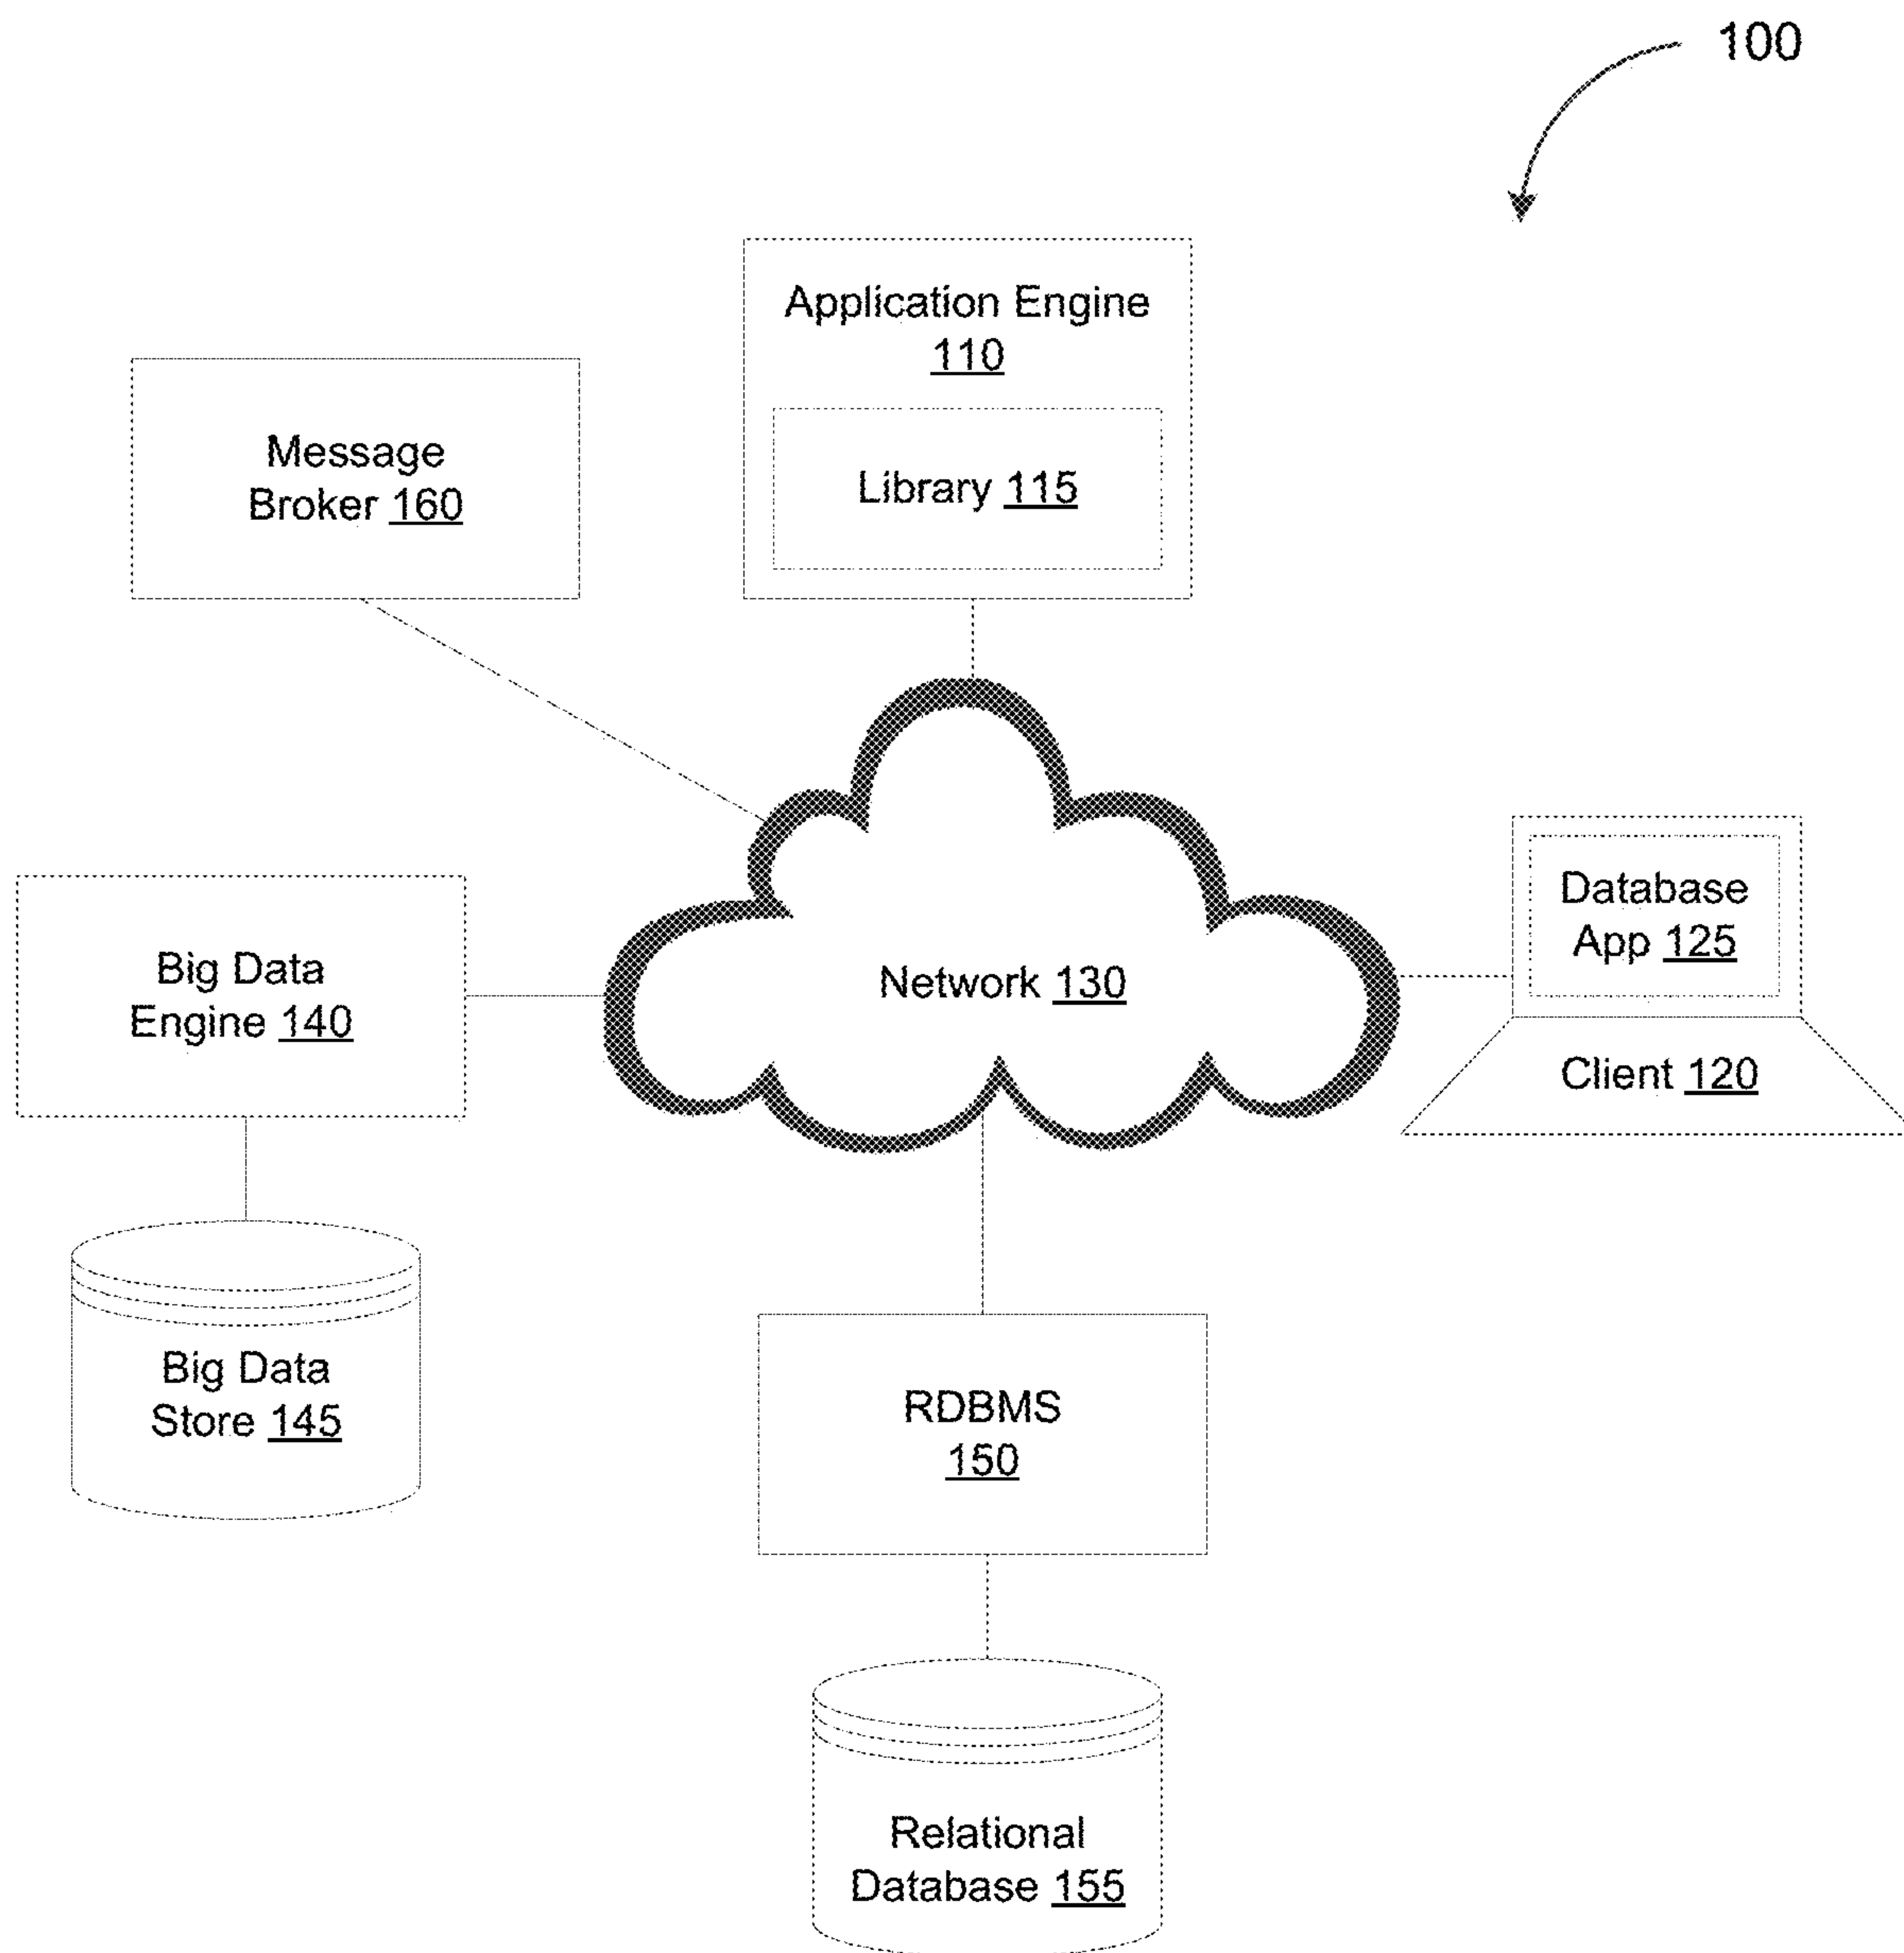 100
Application Engine
110
Library 115
Message
Broker 160
Database
App 125
Client 120
Network 130
Big Data
Engine 140
Big Data
Store 145
RDBMS
150
Relational
Database 155